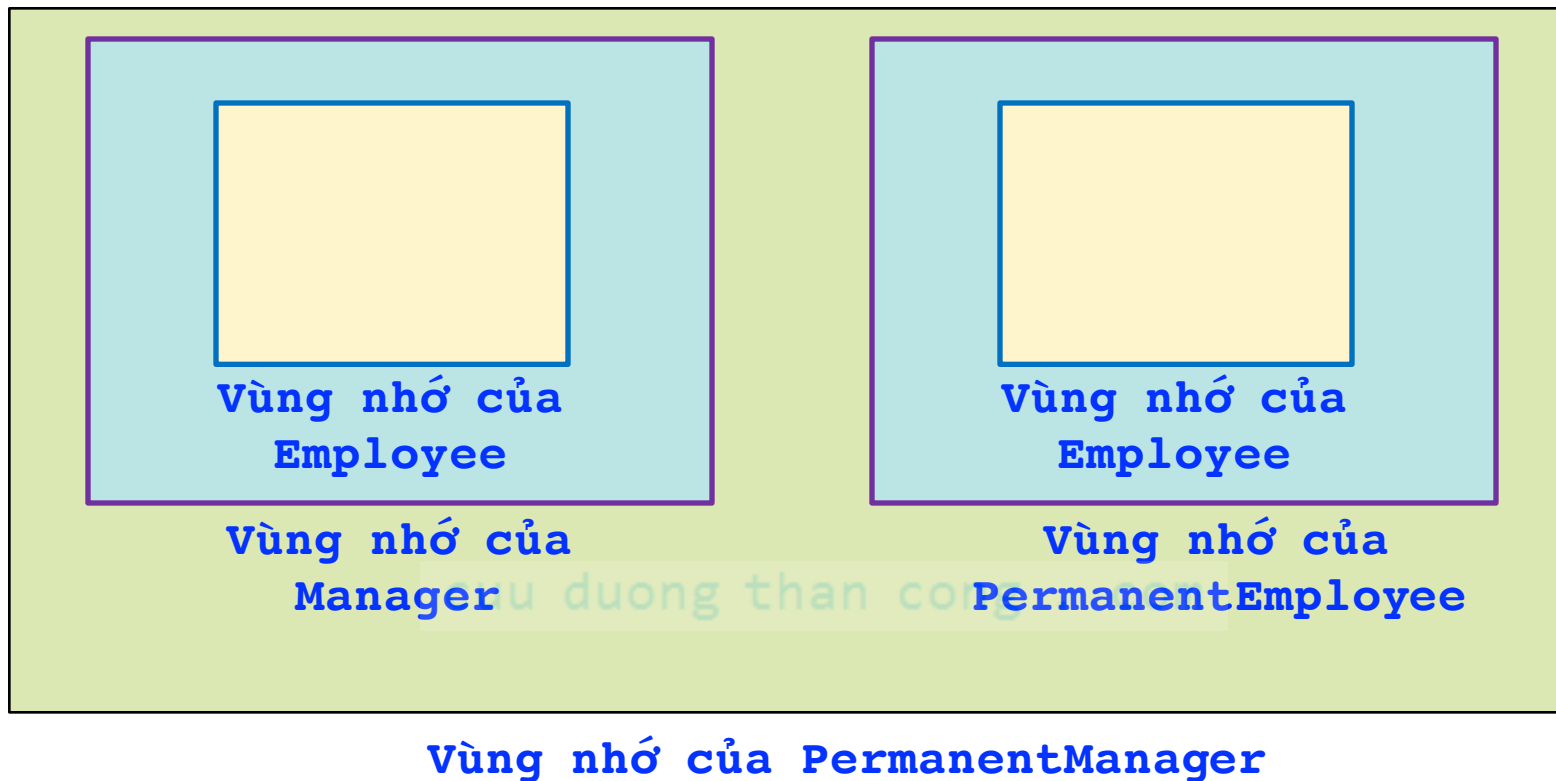 Vùng nhớ của
Employee
Vùng nhớ của
Employee
Vùng nhớ của
Manager
Vùng nhớ của
PermanentEmployee
Vùng nhớ của PermanentManager